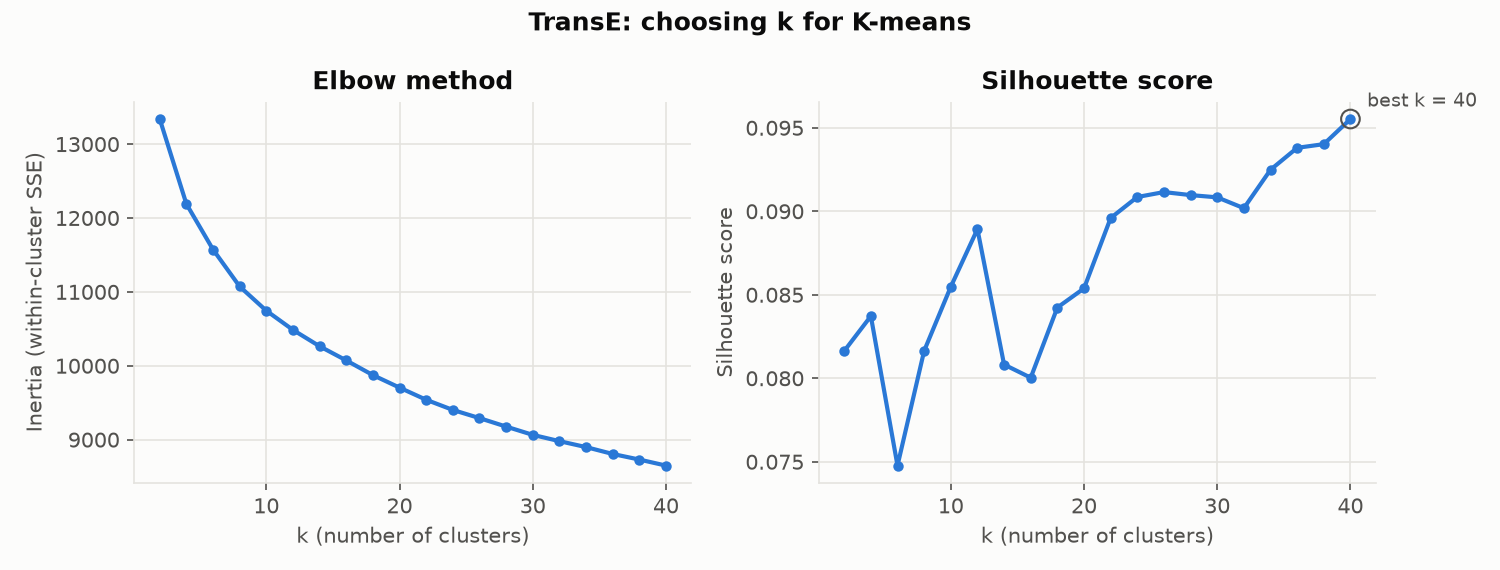 TransE: choosing k for K-means
Elbow method
Inertia (within-cluster SSE)
13000
12000
11000
10000
9000
10 20 30 40
k (number of clusters)
Silhouette score
best k = 40
Silhouette score
0.095
0.090
0.085
0.080
0.075
10 20 30 40
k (number of clusters)